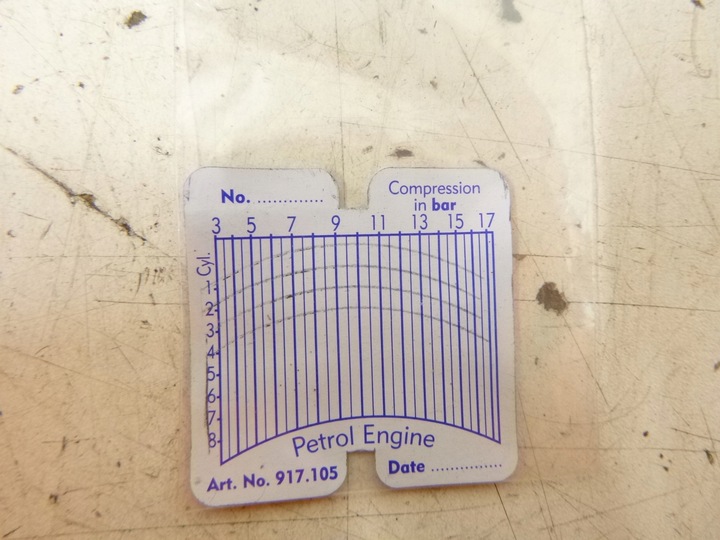 No. .............
Compression
in bar
3 5 7 9 11 13 15 17
Cyl.
1
2
3
4
5
6
7
8
Petrol Engine
Art. No. 917.105
Date ...............